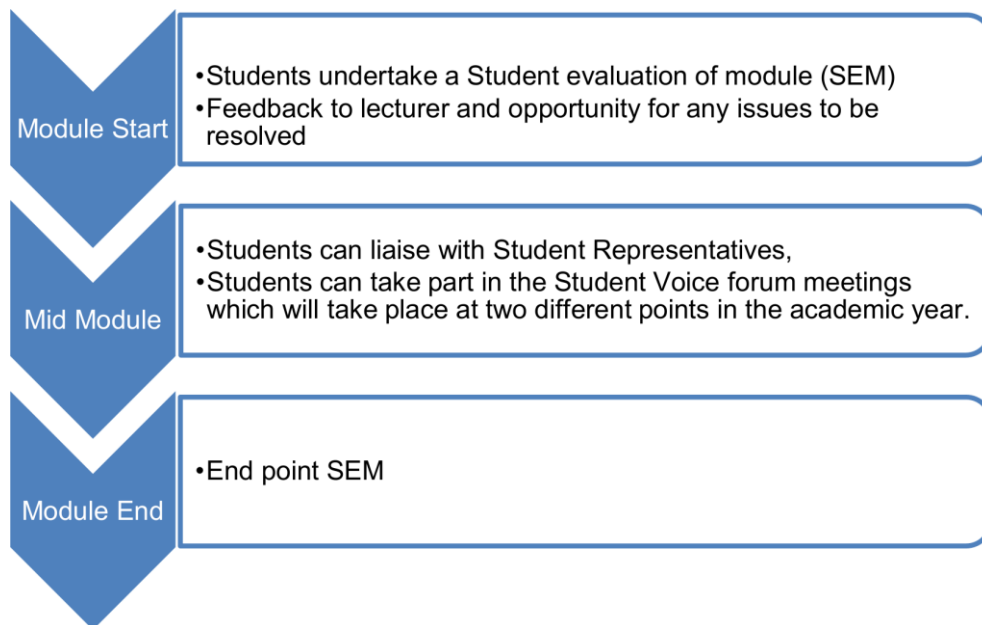 Module Start
•Students undertake a Student evaluation of module (SEM)
•Feedback to lecturer and opportunity for any issues to be
resolved
Mid Module
•Students can liaise with Student Representatives,
•Students can take part in the Student Voice forum meetings
which will take place at two different points in the academic year.
Module End
•End point SEM